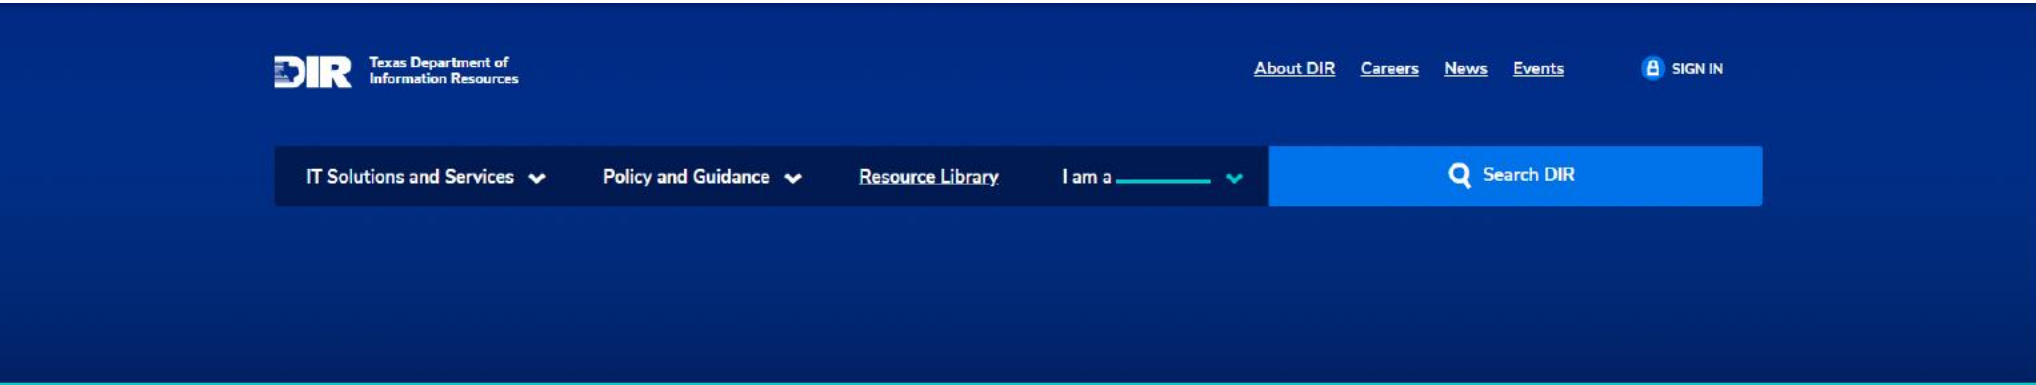 DIR
Texas Department of
Information Resources
About DIR Careers News Events SIGN IN
IT Solutions and Services Policy and Guidance Resource Library I am a Search DIR